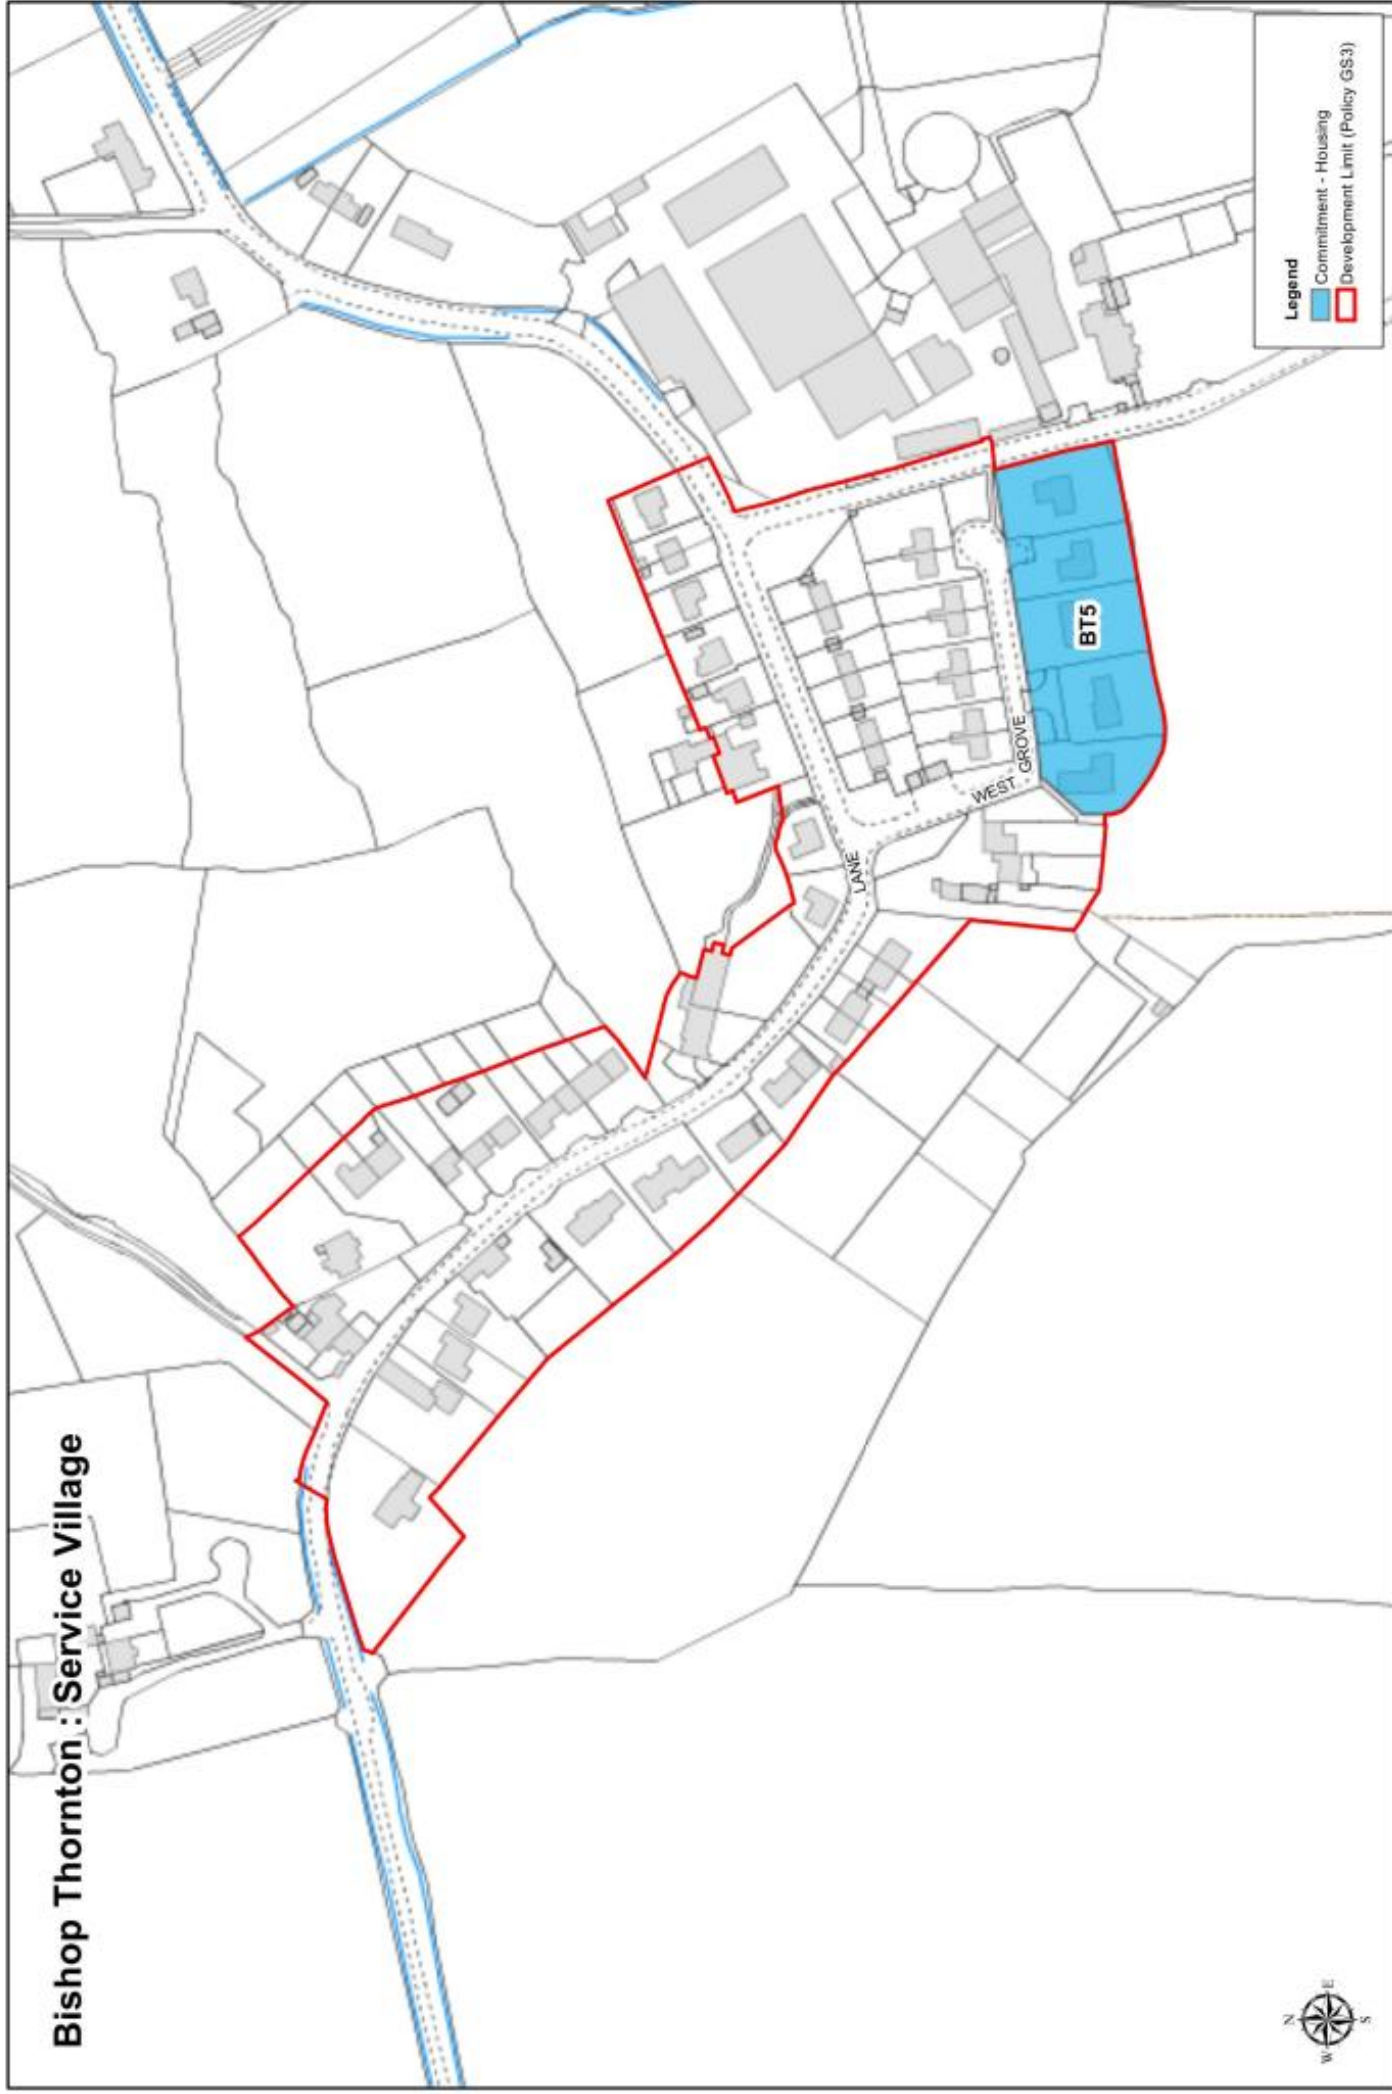 Bishop Thornton : Service Village
LANE
WEST GROVE
BT5
Legend
Commitment - Housing
Development Limit (Policy GS3)
N
W E
S